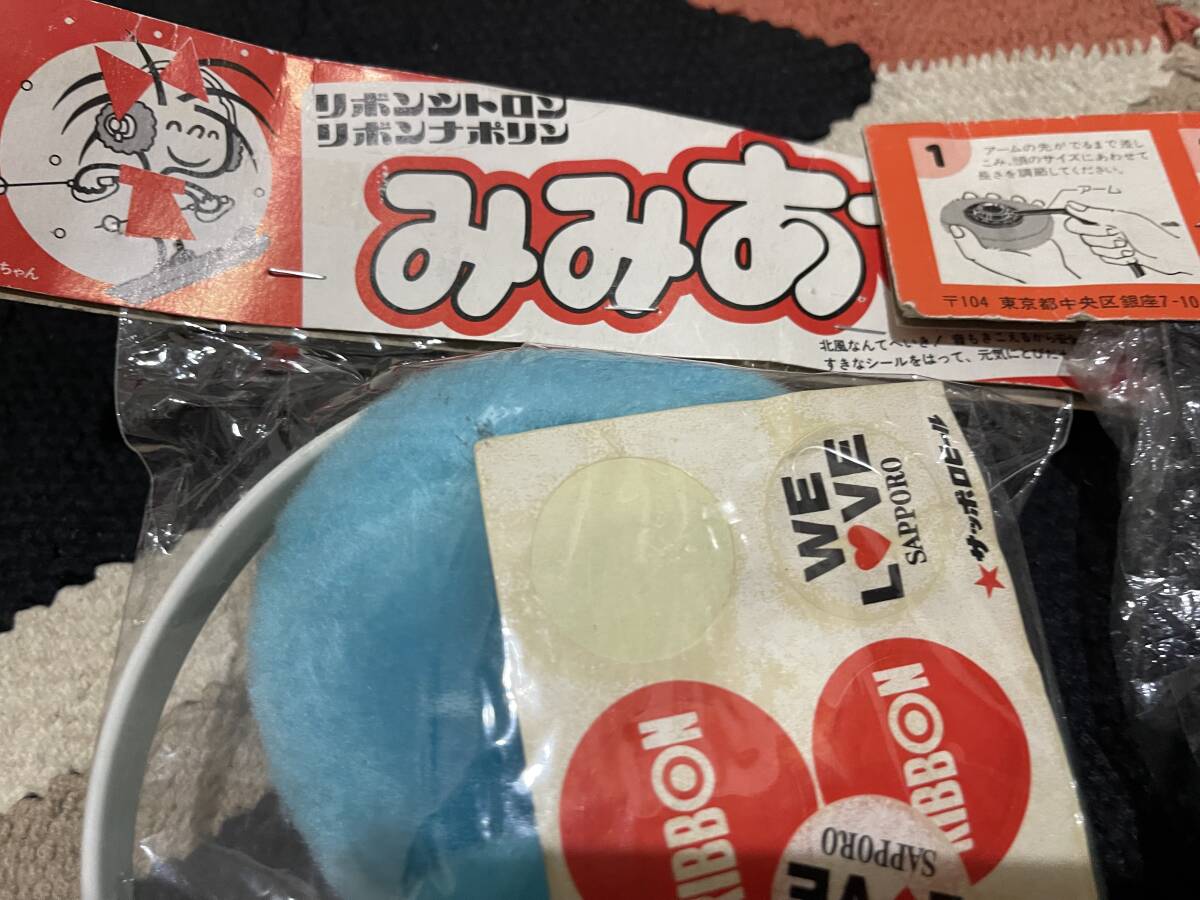 リボンシトロン
リボンナポリン
みみあ
ちゃん
1
アームの先がでるまで差し
こみ、頭のサイズにあわせて
長さを調節してください。
アーム
〒104 東京都中央区銀座7-10
北風なんてへいき!
すきなシールをはって、元気にとびだ
WE
LOVE
SAPPORO
サッポロビール
RIBBON
RIBBON
SAPPORO
VE